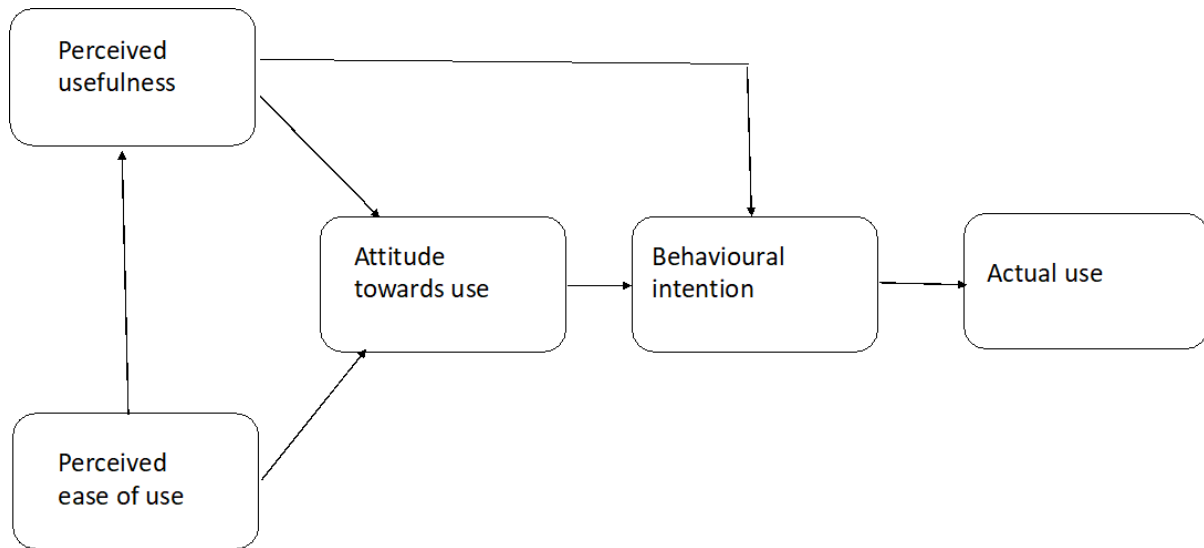 Perceived
usefulness
Attitude
towards use
Behavioural
intention
Actual use
Perceived
ease of use